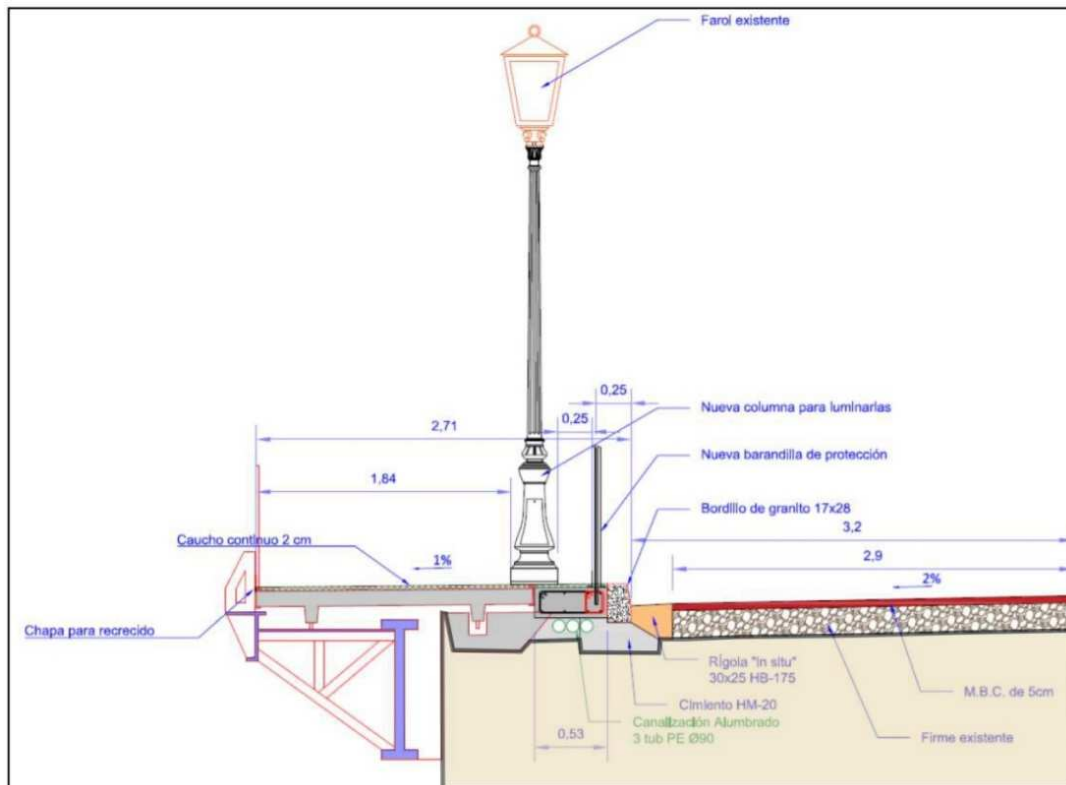 Farol existente
0,25
Nueva columna para luminarias
0,25
2,71
Nueva barandilla de protección
1,84
Bordillo de granito 17x28
3,2
Caucho continuo 2 cm
1%
2,9
2%
Chapa para recrecido
Rígola "in situ"
30x25 HB-175
M.B.C. de 5cm
Cimiento HM-20
Canalización Alumbrado
3 tub PE Ø90
0,53
Firme existente